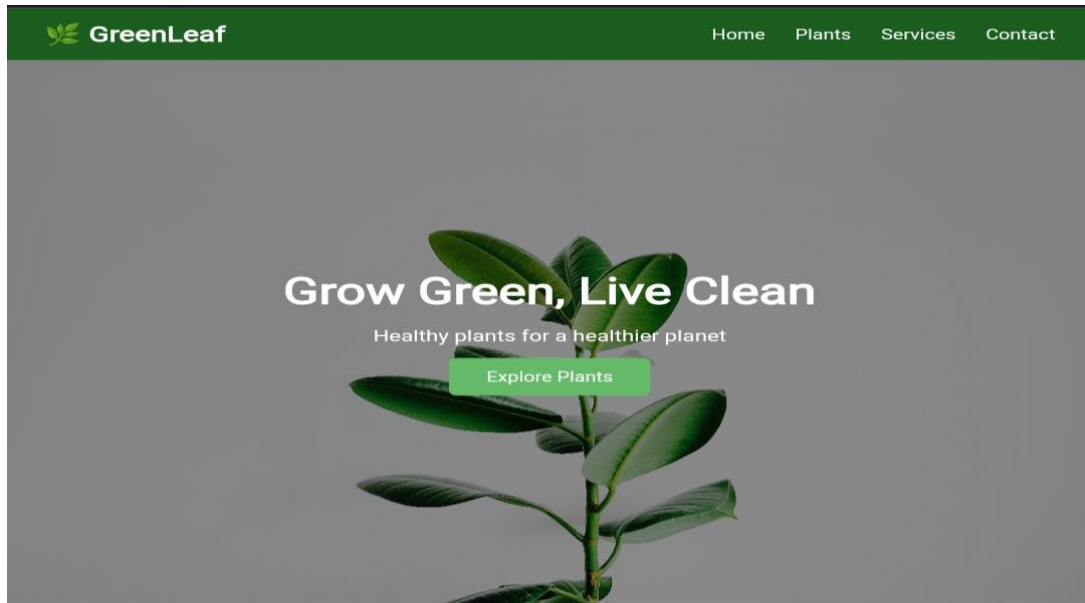 GreenLeaf
Home Plants Services Contact
Grow Green, Live Clean
Healthy plants for a healthier planet
Explore Plants